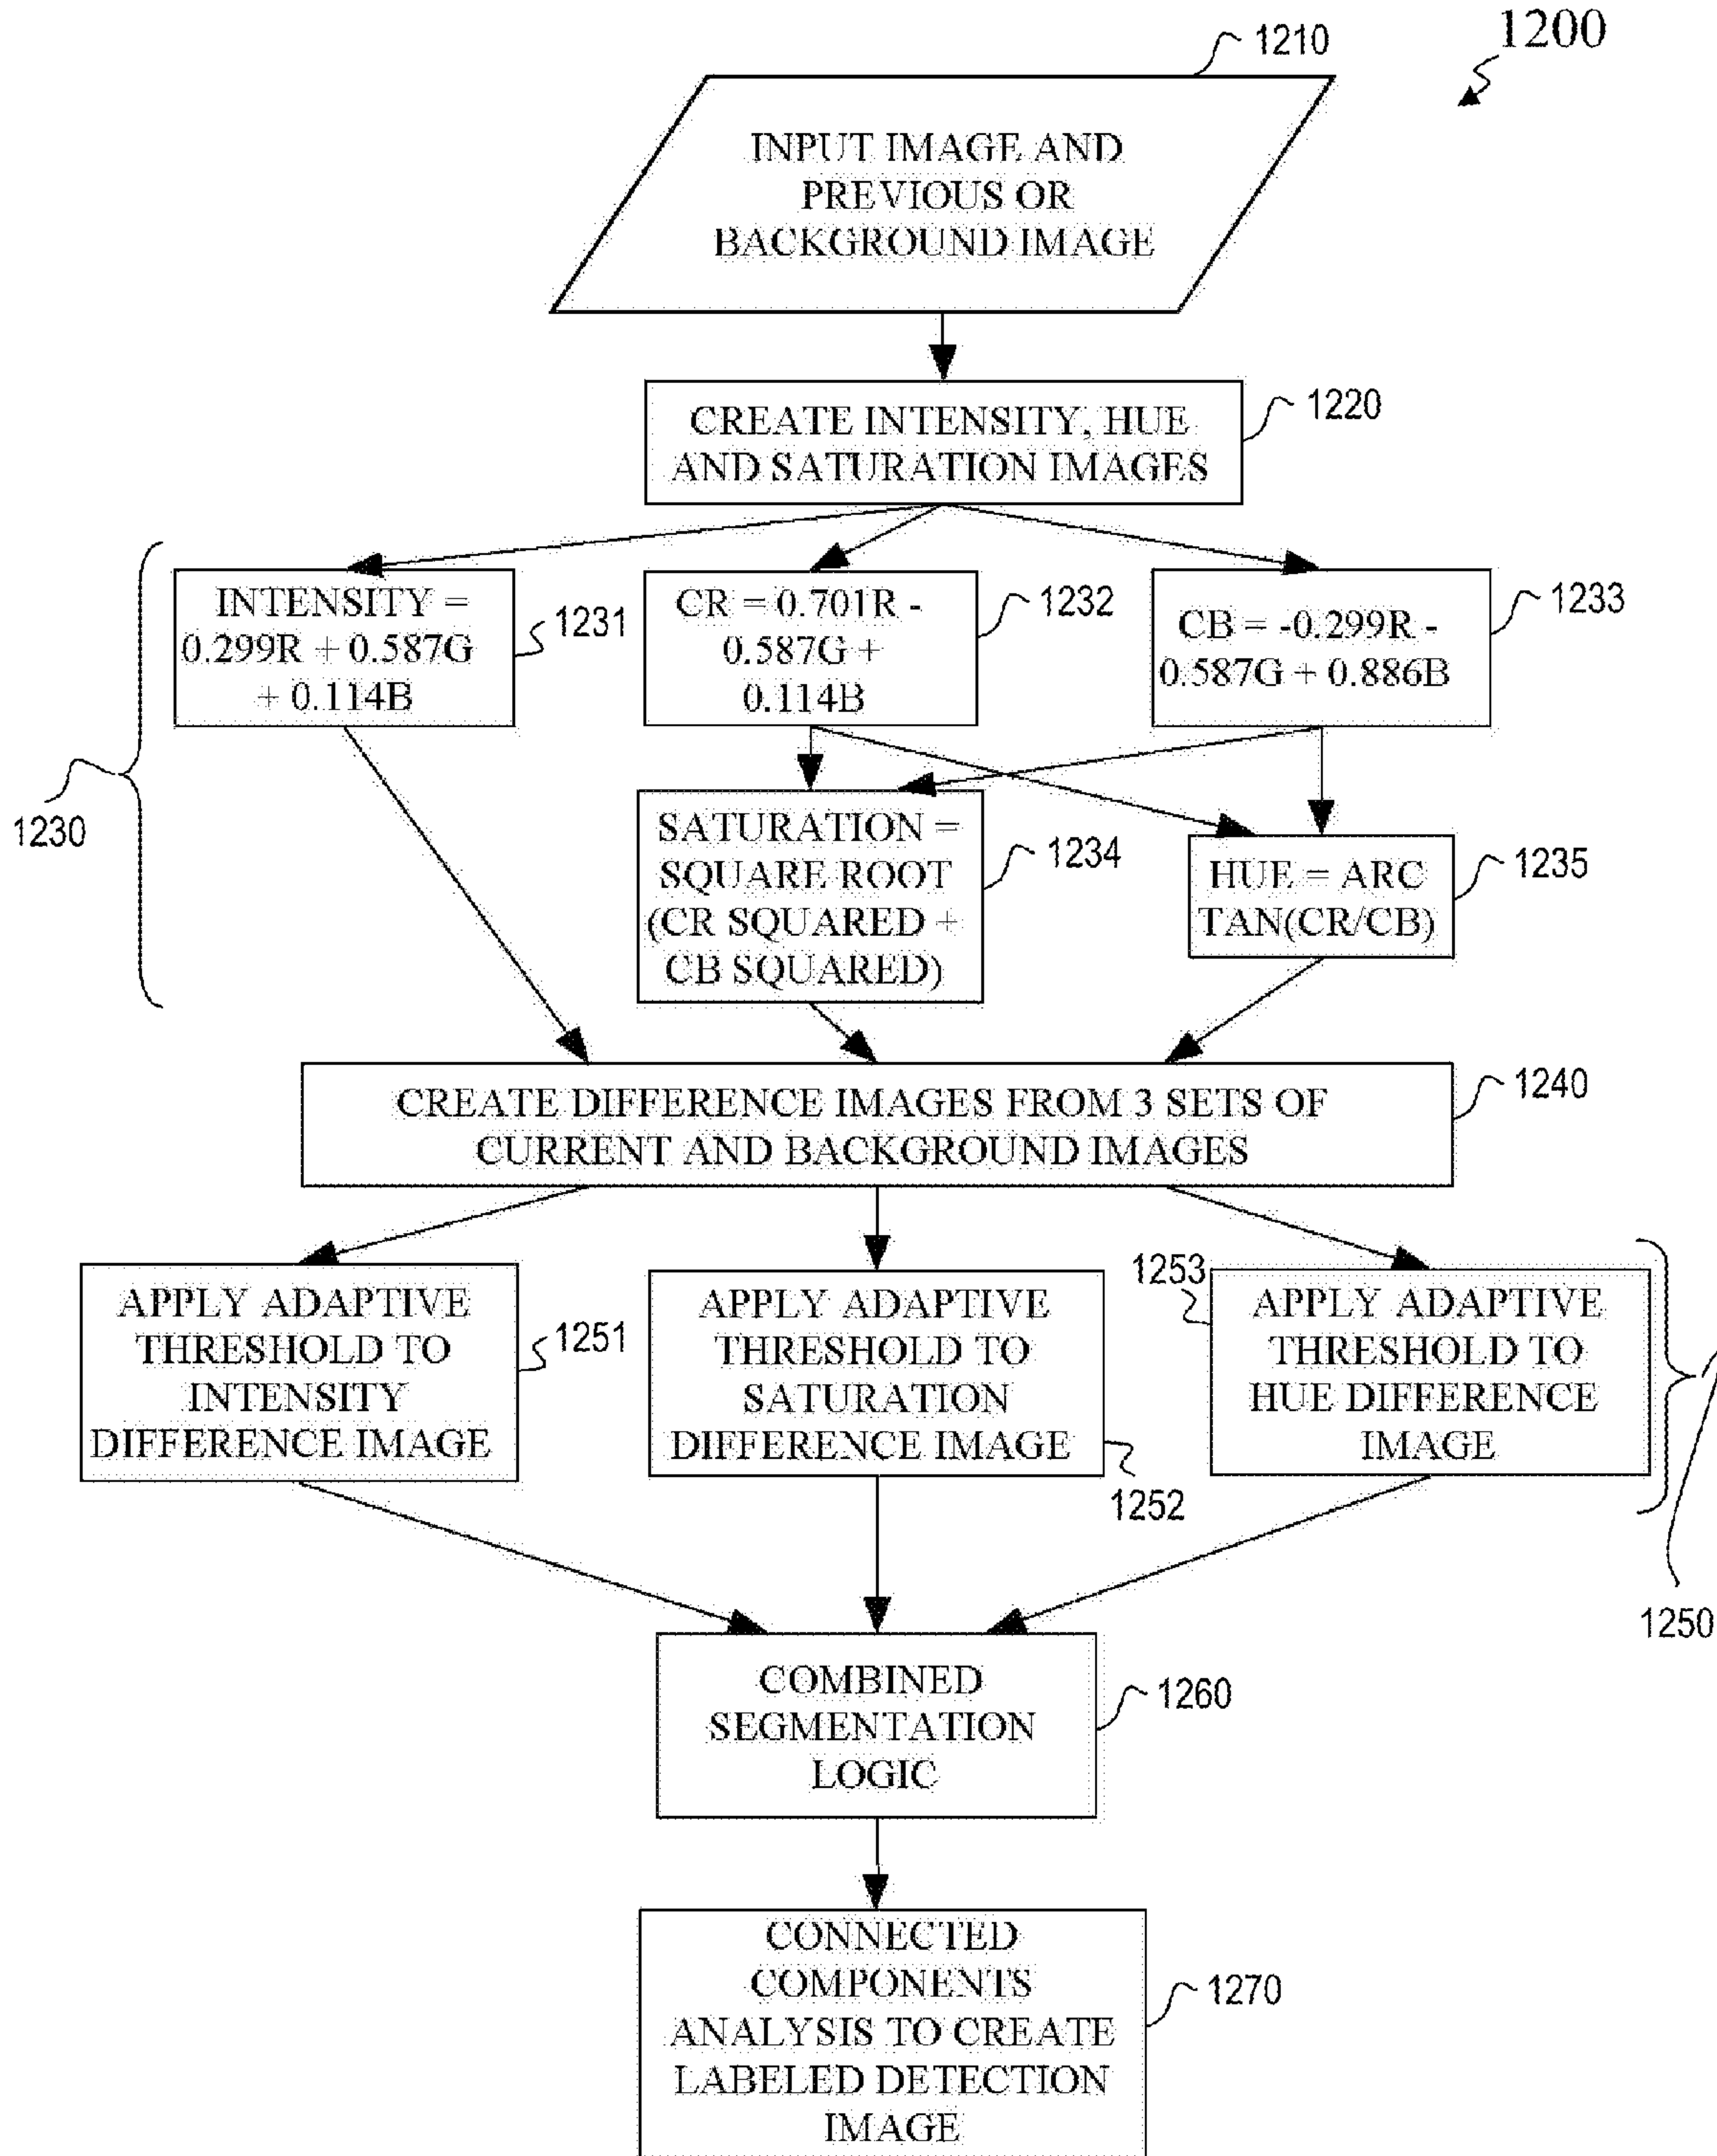 1200
1210
INPUT IMAGE AND
PREVIOUS OR
BACKGROUND IMAGE
CREATE INTENSITY, HUE
AND SATURATION IMAGES
1220
1230
INTENSITY =
0.299R + 0.587G
+ 0.114B
1231
CR = 0.701R -
0.587G +
0.114B
1232
CB = -0.299R -
0.587G + 0.886B
1233
SATURATION =
SQUARE ROOT
(CR SQUARED +
CB SQUARED)
1234
HUE = ARC
TAN(CR/CB)
1235
CREATE DIFFERENCE IMAGES FROM 3 SETS OF
CURRENT AND BACKGROUND IMAGES
1240
APPLY ADAPTIVE
THRESHOLD TO
INTENSITY
DIFFERENCE IMAGE
1251
APPLY ADAPTIVE
THRESHOLD TO
SATURATION
DIFFERENCE IMAGE
1252
1253
APPLY ADAPTIVE
THRESHOLD TO
HUE DIFFERENCE
IMAGE
1250
COMBINED
SEGMENTATION
LOGIC
1260
CONNECTED
COMPONENTS
ANALYSIS TO CREATE
LABELED DETECTION
IMAGE
1270